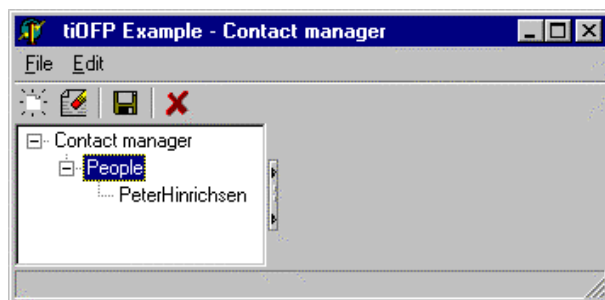 tiOFP Example - Contact manager
File Edit
Contact manager
People
PeterHinrichsen